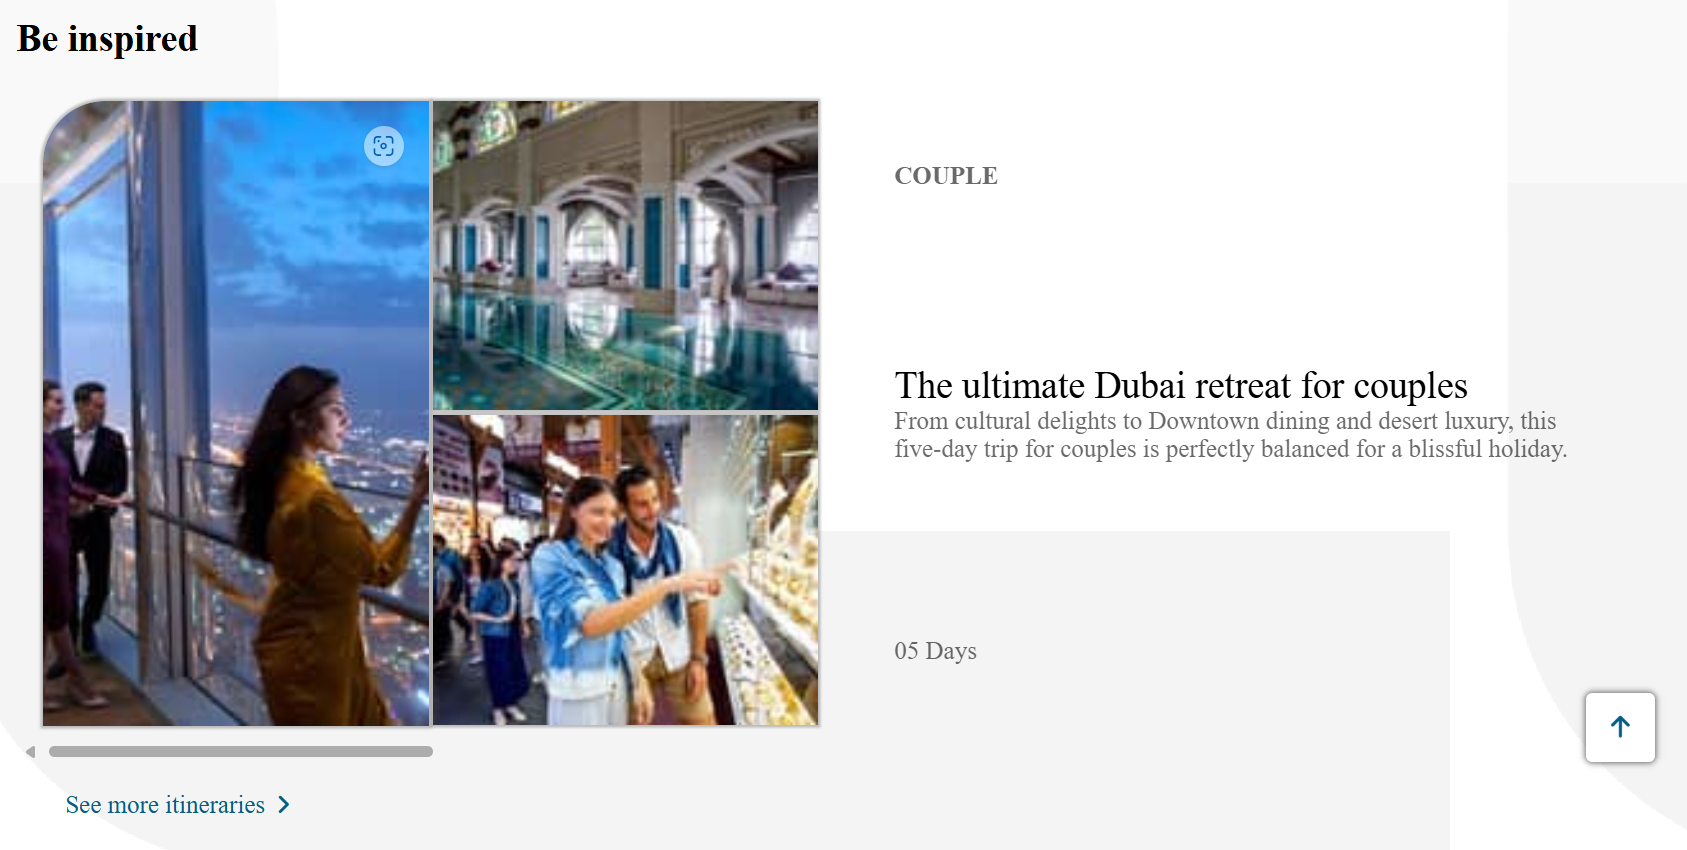 Be inspired
COUPLE
The ultimate Dubai retreat for couples
From cultural delights to Downtown dining and desert luxury, this
five-day trip for couples is perfectly balanced for a blissful holiday.
05 Days
See more itineraries